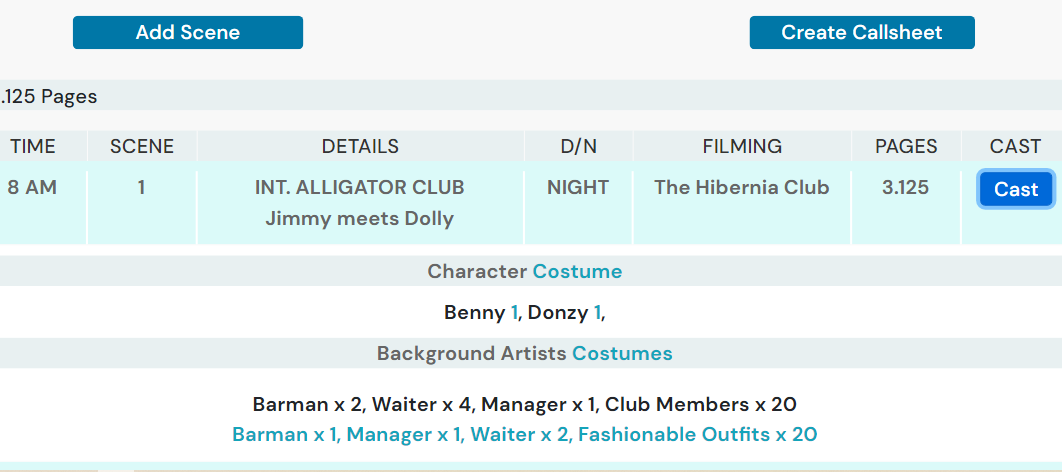 Add Scene Create Callsheet
.125 Pages
TIME SCENE DETAILS D/N FILMING PAGES CAST
8 AM 1 INT. ALLIGATOR CLUB NIGHT The Hibernia Club 3.125 Cast
Jimmy meets Dolly
Character Costume
Benny 1, Donzy 1,
Background Artists Costumes
Barman x 2, Waiter x 4, Manager x 1, Club Members x 20
Barman x 1, Manager x 1, Waiter x 2, Fashionable Outfits x 20